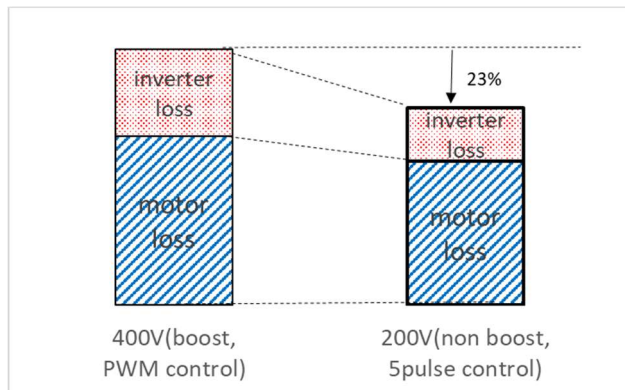 inverter
loss
23%
inverter
loss
motor
loss
motor
loss
400V(boost,
PWM control)
200V(non boost,
5pulse control)